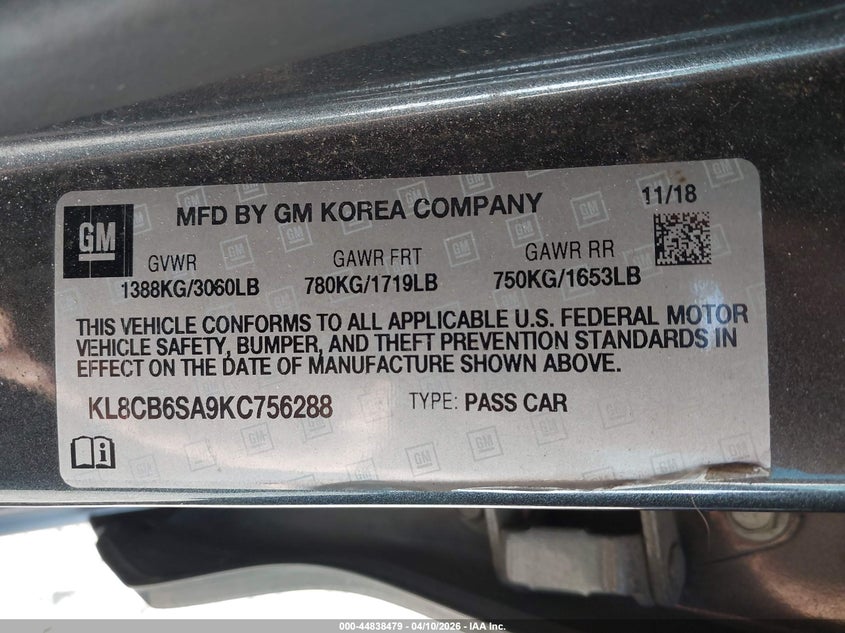 MFD BY GM KOREA COMPANY
11/18
GM
GVWR GAWR FRT GAWR RR
1388KG/3060LB 780KG/1719LB 750KG/1653LB
THIS VEHICLE CONFORMS TO ALL APPLICABLE U.S. FEDERAL MOTOR
VEHICLE SAFETY, BUMPER, AND THEFT PREVENTION STANDARDS IN
EFFECT ON THE DATE OF MANUFACTURE SHOWN ABOVE.
KL8CB6SA9KC756288 TYPE: PASS CAR
000-44838479 - 04/10/2026 - IAA Inc.